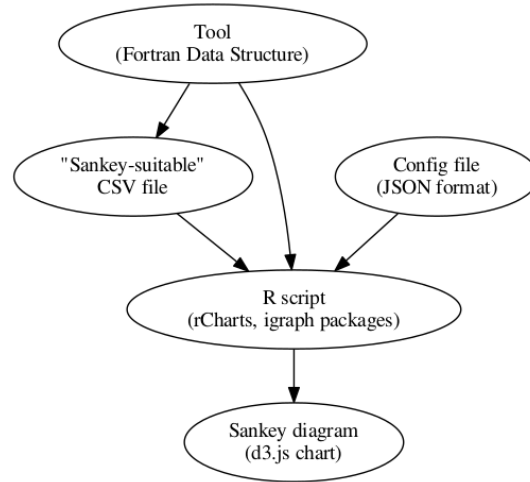 Tool
(Fortran Data Structure)
"Sankey-suitable"
CSV file
Config file
(JSON format)
R script
(rCharts, igraph packages)
Sankey diagram
(d3.js chart)